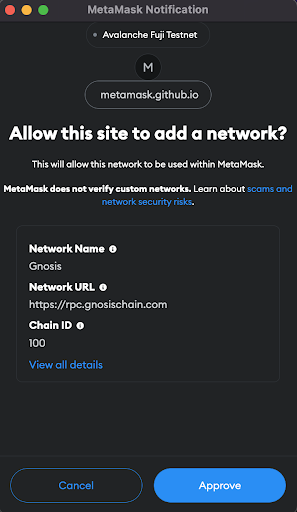 MetaMask Notification
Avalanche Fuji Testnet
M
metamask.github.io
Allow this site to add a network?
This will allow this network to be used within MetaMask.
MetaMask does not verify custom networks. Learn about scams and
network security risks.
Network Name
Gnosis
Network URL
https://rpc.gnosischain.com
Chain ID
100
View all details
Cancel Approve